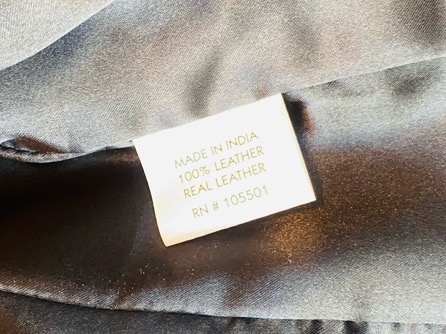 MADE IN INDIA
100% LEATHER
REAL LEATHER
RN # 105501